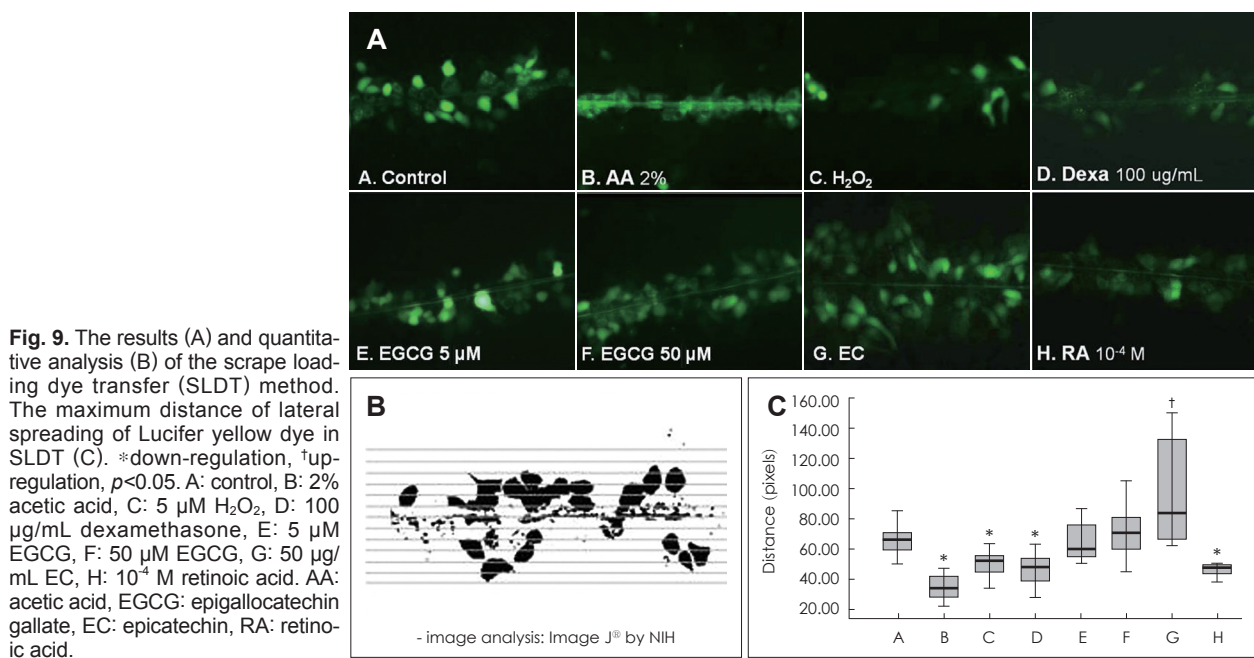 A
A. Control
B. AA 2%
C. H₂O₂
D. Dexa 100 ug/mL
E. EGCG 5 μM
F. EGCG 50 μM
G. EC
H. RA 10⁻⁴ M
Fig. 9. The results (A) and quantita-
tive analysis (B) of the scrape load-
ing dye transfer (SLDT) method.
The maximum distance of lateral
spreading of Lucifer yellow dye in
SLDT (C). *down-regulation, †up-
regulation, p<0.05. A: control, B: 2%
acetic acid, C: 5 μM H₂O₂, D: 100
μg/mL dexamethasone, E: 5 μM
EGCG, F: 50 μM EGCG, G: 50 μg/
mL EC, H: 10⁻⁴ M retinoic acid. AA:
acetic acid, EGCG: epigallocatechin
gallate, EC: epicatechin, RA: retino-
ic acid.
B
- image analysis: Image J® by NIH
C
Distance (pixels)
160.00
140.00
120.00
100.00
80.00
60.00
40.00
20.00
* * * † *
A B C D E F G H